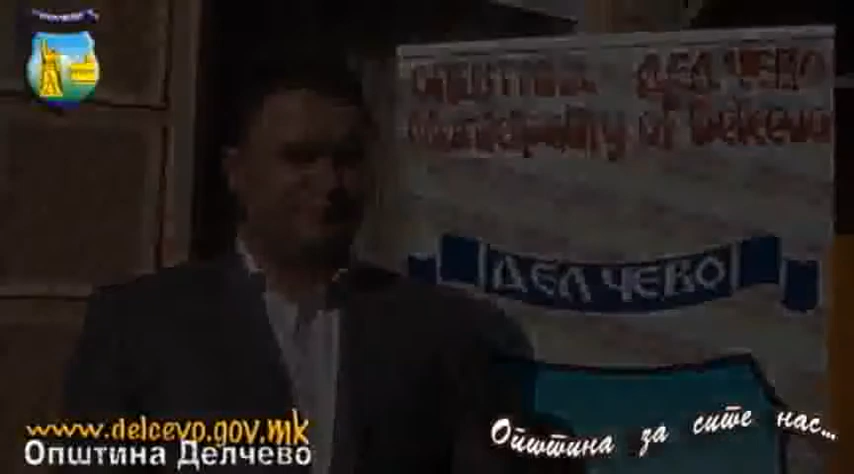 ОПШТИНА ДЕЛЧЕВО
Municipality of Delcevo
ДЕЛЧЕВО
www.delcevo.gov.mk
Општина Делчево
Општина за сите нас...